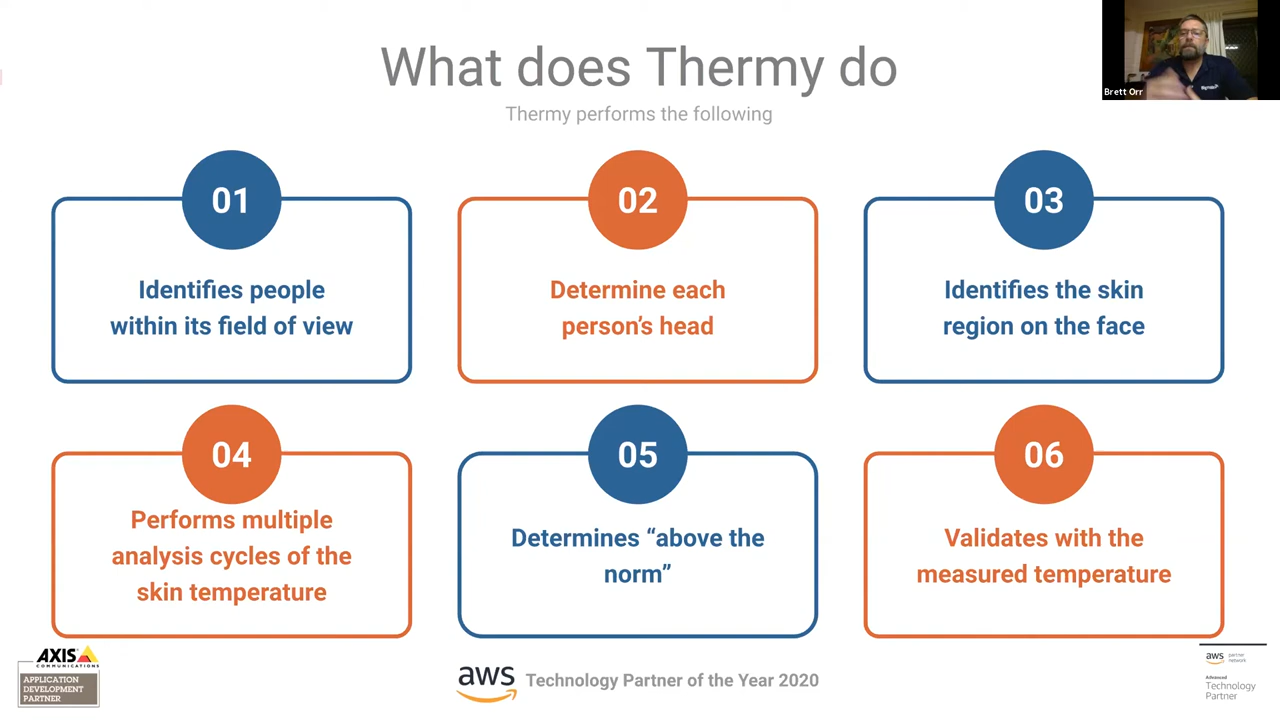 What does Thermy do
Thermy performs the following
Brett Orr
01
Identifies people
within its field of view
02
Determine each
person's head
03
Identifies the skin
region on the face
04
Performs multiple
analysis cycles of the
skin temperature
05
Determines “above the
norm”
06
Validates with the
measured temperature
AXIS
COMMUNICATIONS
APPLICATION
DEVELOPMENT
PARTNER
aws Technology Partner of the Year 2020
aws partner
network
Advanced
Technology
Partner